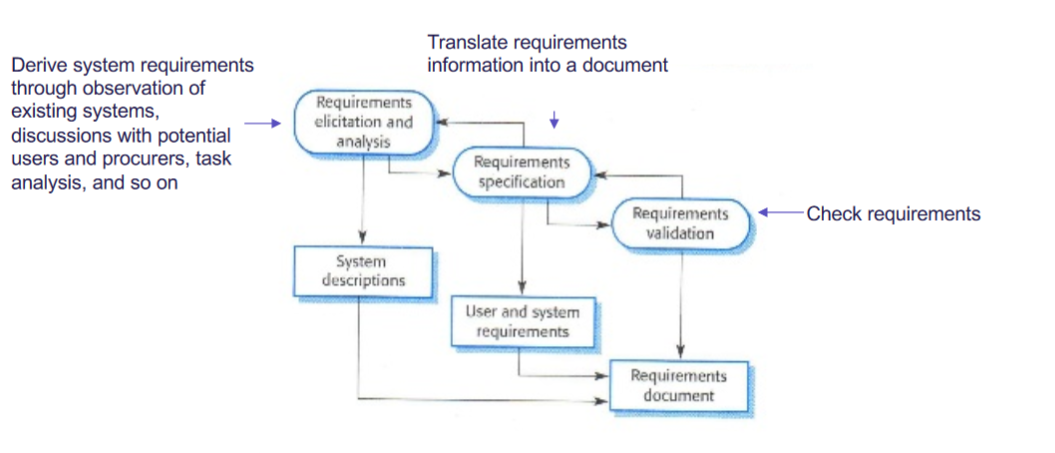 Translate requirements
information into a document
Derive system requirements
through observation of
existing systems,
discussions with potential
users and procurers, task
analysis, and so on
Requirements
elicitation and
analysis
Requirements
specification
Requirements
validation
Check requirements
System
descriptions
User and system
requirements
Requirements
document